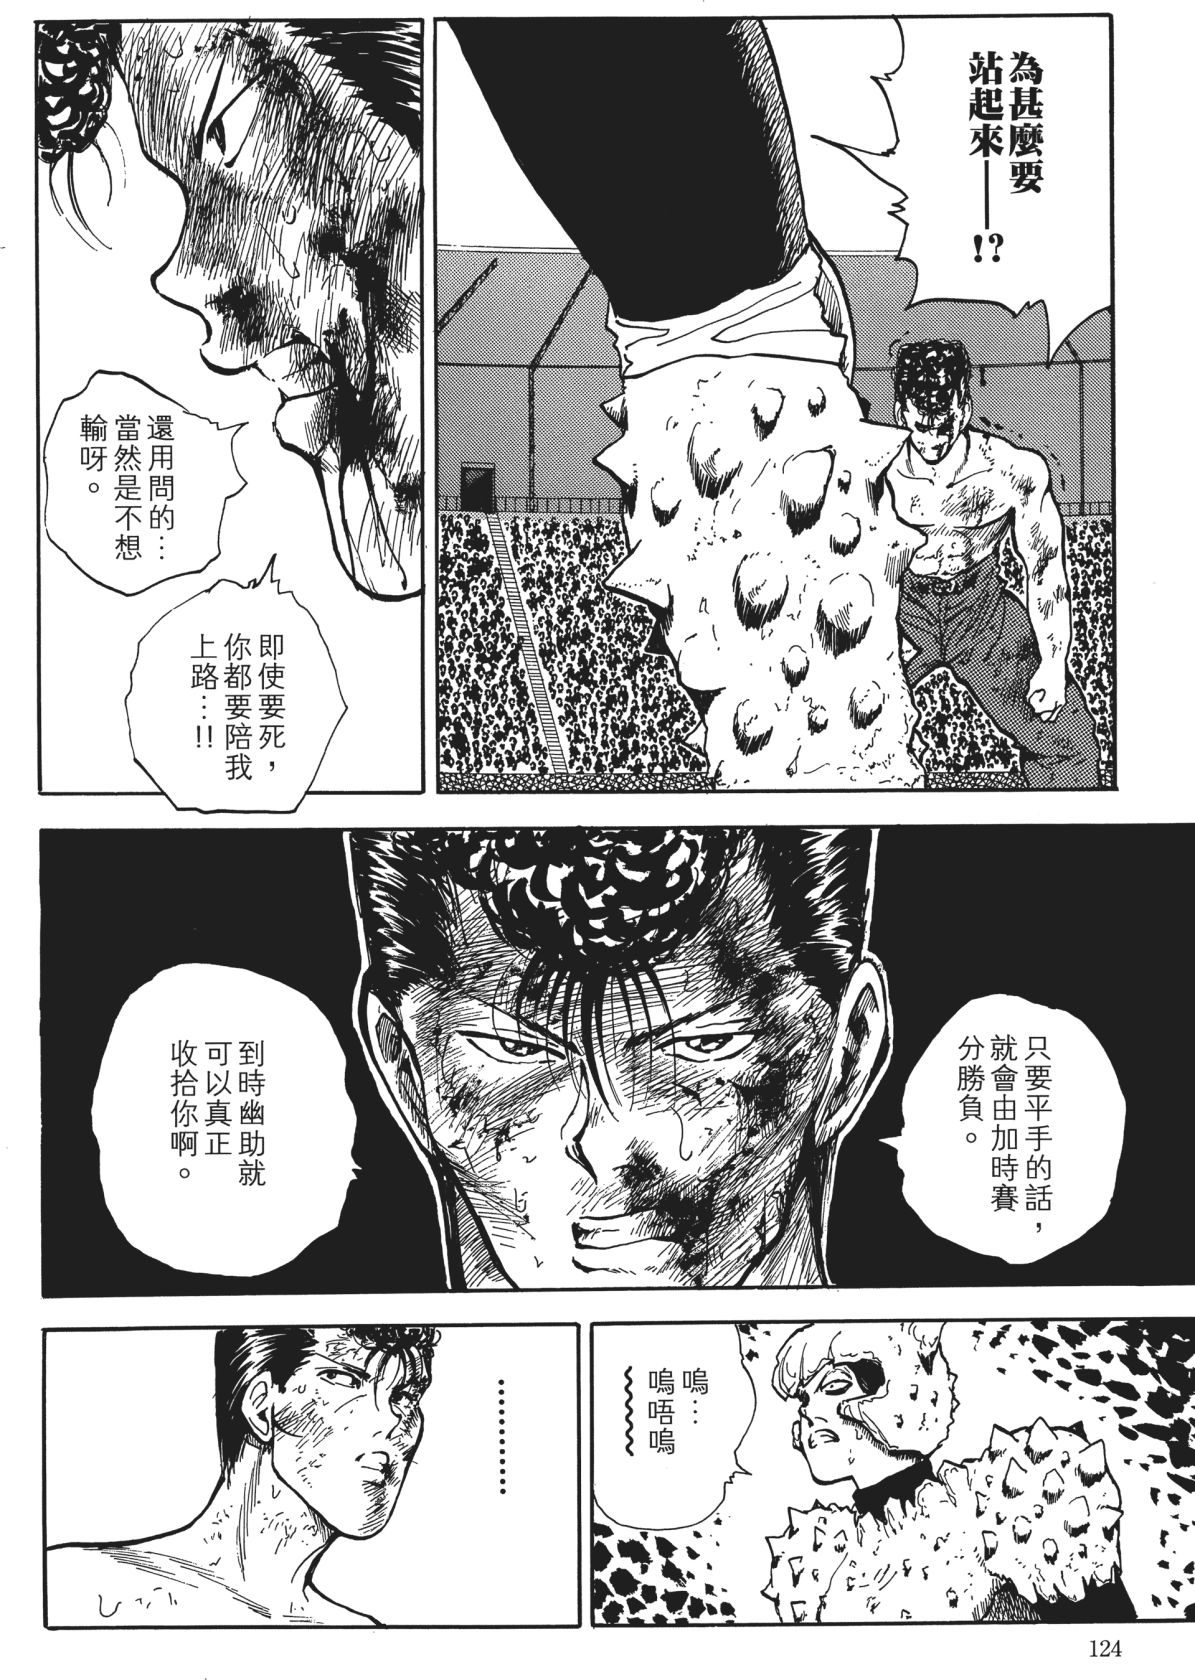 為甚麼要
站起來——!?
還用問的…
當然是不想
輸呀。
即使要死，
你都要陪我
上路…!!
只要平手的話，
就會由加時賽
分勝負。
到時幽助就
可以真正
收拾你啊。
嗚…
嗚唔嗚
………
124